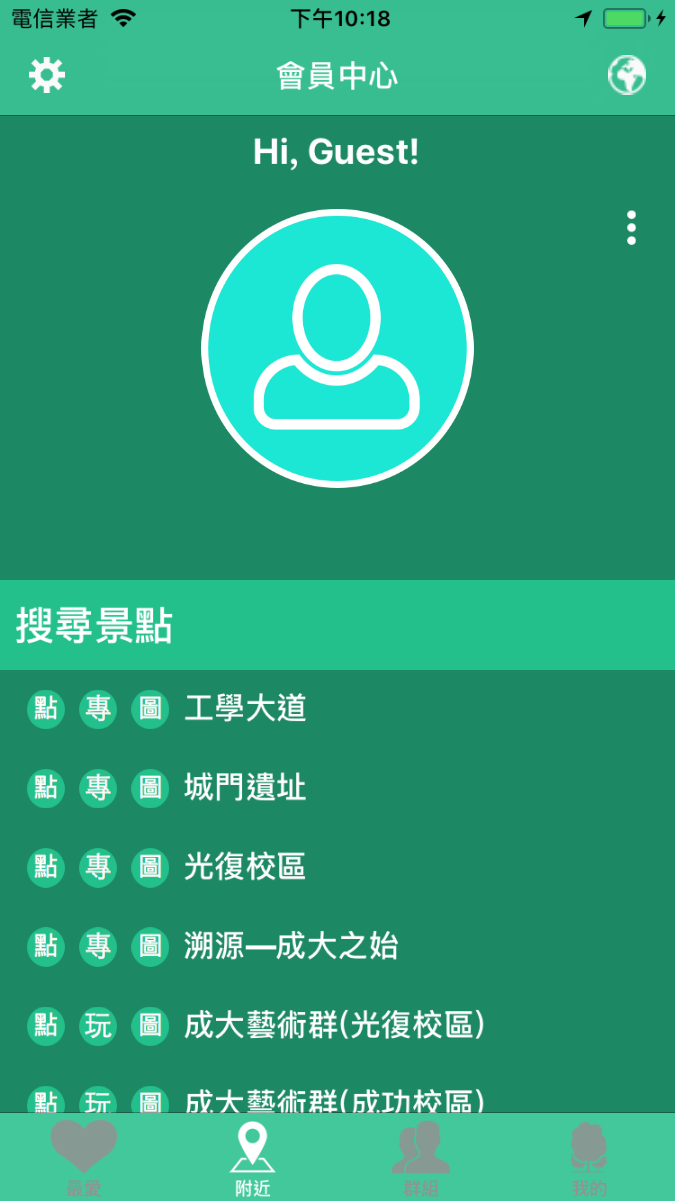 電信業者 下午10:18
會員中心
Hi, Guest!
搜尋景點
點 專 圖 工學大道
點 專 圖 城門遺址
點 專 圖 光復校區
點 專 圖 溯源—成大之始
點 玩 圖 成大藝術群(光復校區)
點 玩 圖 成大藝術群(成功校區)
最愛 附近 群組 我的